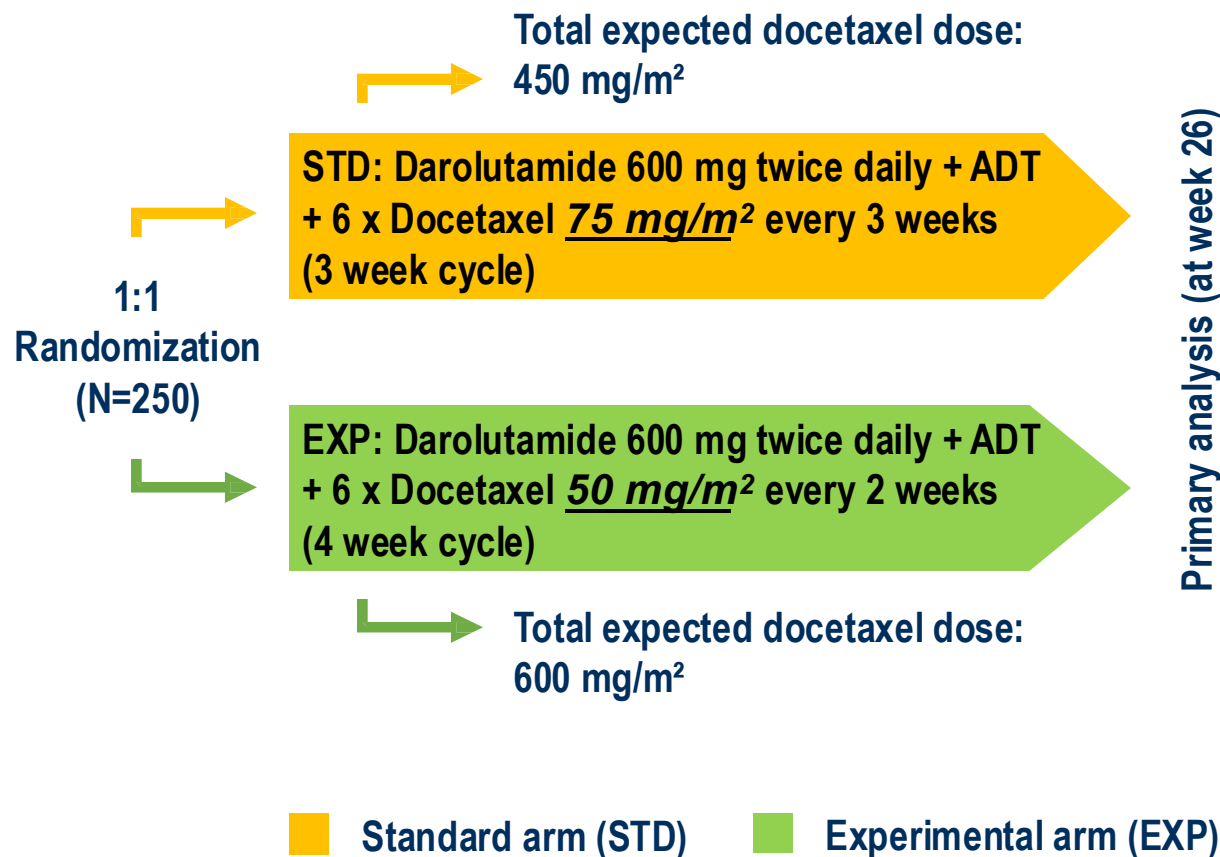 Total expected docetaxel dose:
450 mg/m²
STD: Darolutamide 600 mg twice daily + ADT
+ 6 x Docetaxel 75 mg/m² every 3 weeks
(3 week cycle)
1:1
Randomization
(N=250)
EXP: Darolutamide 600 mg twice daily + ADT
+ 6 x Docetaxel 50 mg/m² every 2 weeks
(4 week cycle)
Total expected docetaxel dose:
600 mg/m²
Primary analysis (at week 26)
Standard arm (STD)
Experimental arm (EXP)